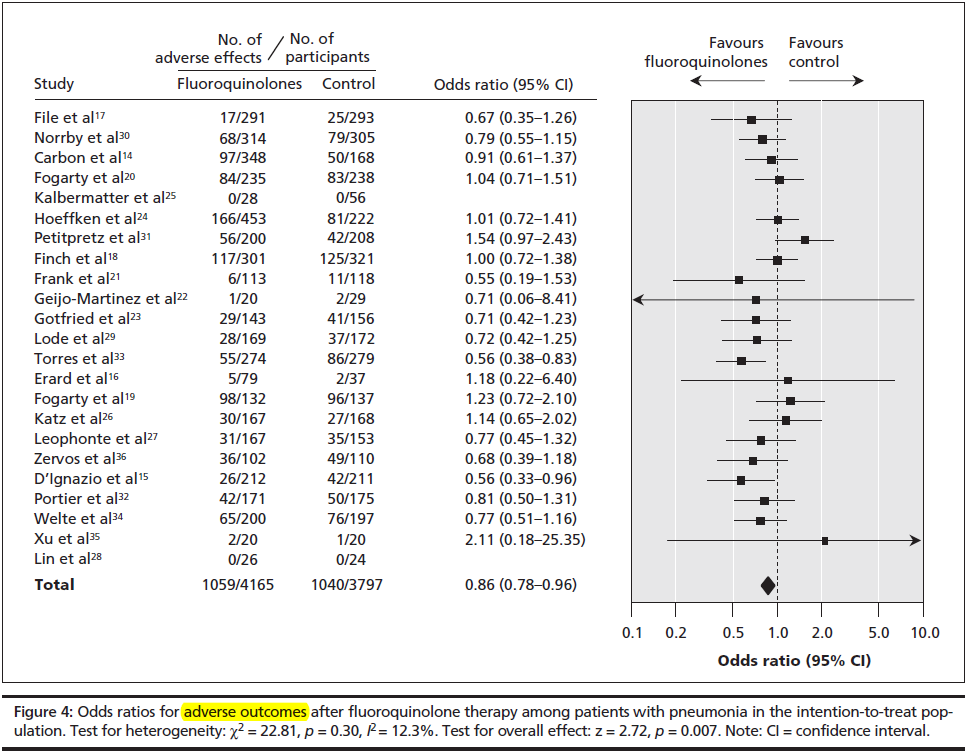 No. of adverse effects / No. of participants
Favours fluoroquinolones
Favours control
Study Fluoroquinolones Control Odds ratio (95% CI)
File et al17 17/291 25/293 0.67 (0.35–1.26)
Norrby et al30 68/314 79/305 0.79 (0.55–1.15)
Carbon et al14 97/348 50/168 0.91 (0.61–1.37)
Fogarty et al20 84/235 83/238 1.04 (0.71–1.51)
Kalbermatter et al25 0/28 0/56
Hoeffken et al24 166/453 81/222 1.01 (0.72–1.41)
Petitpretz et al31 56/200 42/208 1.54 (0.97–2.43)
Finch et al18 117/301 125/321 1.00 (0.72–1.38)
Frank et al21 6/113 11/118 0.55 (0.19–1.53)
Geijo-Martinez et al22 1/20 2/29 0.71 (0.06–8.41)
Gotfried et al23 29/143 41/156 0.71 (0.42–1.23)
Lode et al29 28/169 37/172 0.72 (0.42–1.25)
Torres et al33 55/274 86/279 0.56 (0.38–0.83)
Erard et al16 5/79 2/37 1.18 (0.22–6.40)
Fogarty et al19 98/132 96/137 1.23 (0.72–2.10)
Katz et al26 30/167 27/168 1.14 (0.65–2.02)
Leophonte et al27 31/167 35/153 0.77 (0.45–1.32)
Zervos et al36 36/102 49/110 0.68 (0.39–1.18)
D'Ignazio et al15 26/212 42/211 0.56 (0.33–0.96)
Portier et al32 42/171 50/175 0.81 (0.50–1.31)
Welte et al34 65/200 76/197 0.77 (0.51–1.16)
Xu et al35 2/20 1/20 2.11 (0.18–25.35)
Lin et al28 0/26 0/24
Total 1059/4165 1040/3797 0.86 (0.78–0.96)
0.1 0.2 0.5 1.0 2.0 5.0 10.0
Odds ratio (95% CI)
Figure 4: Odds ratios for adverse outcomes after fluoroquinolone therapy among patients with pneumonia in the intention-to-treat pop-
ulation. Test for heterogeneity: χ2 = 22.81, p = 0.30, I2= 12.3%. Test for overall effect: z = 2.72, p = 0.007. Note: CI = confidence interval.